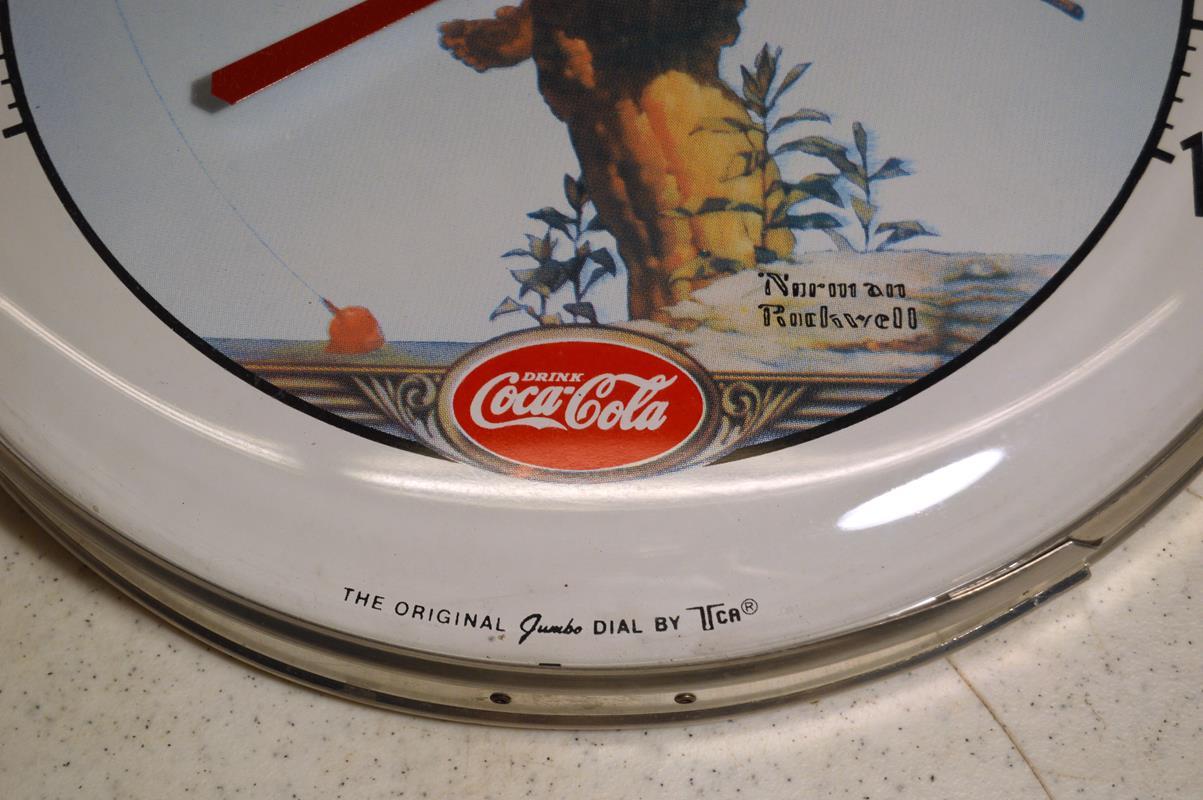 Norman
Rockwell
DRINK
Coca-Cola
THE ORIGINAL Jumbo DIAL BY TCA®